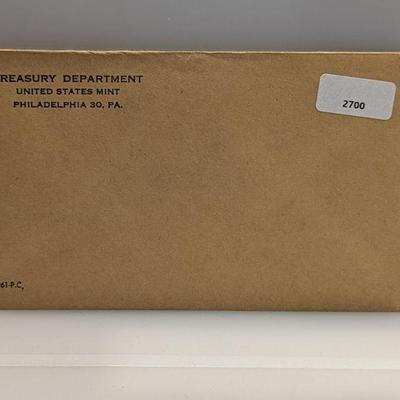 REASURY DEPARTMENT
UNITED STATES MINT
PHILADELPHIA 30, PA.
2700
61-P.C,